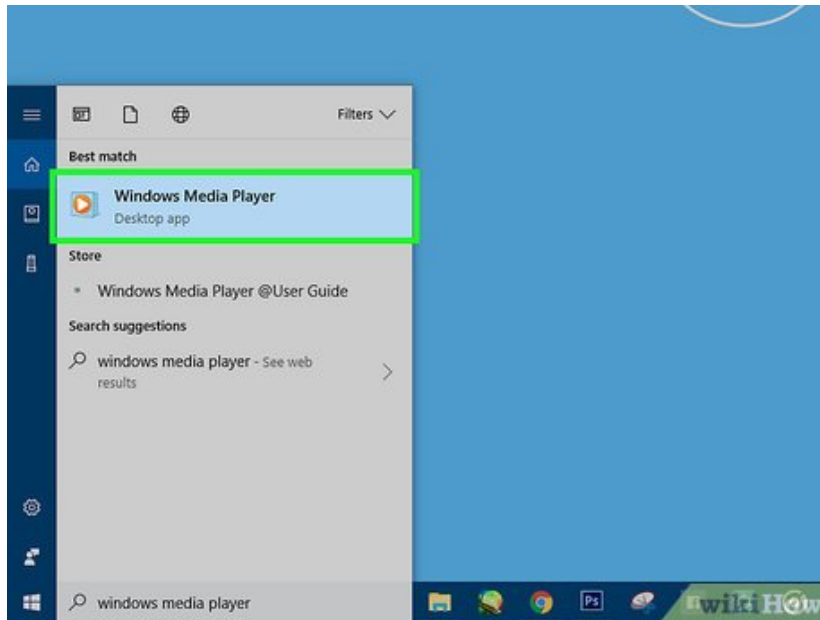 Filters
Best match
Windows Media Player
Desktop app
Store
Windows Media Player @User Guide
Search suggestions
windows media player - See web
results
windows media player
Ps
wikiHow